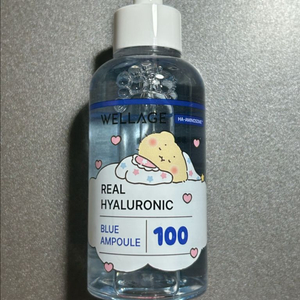 WELLAGE
REAL
HYALURONIC
BLUE
AMPOULE
100